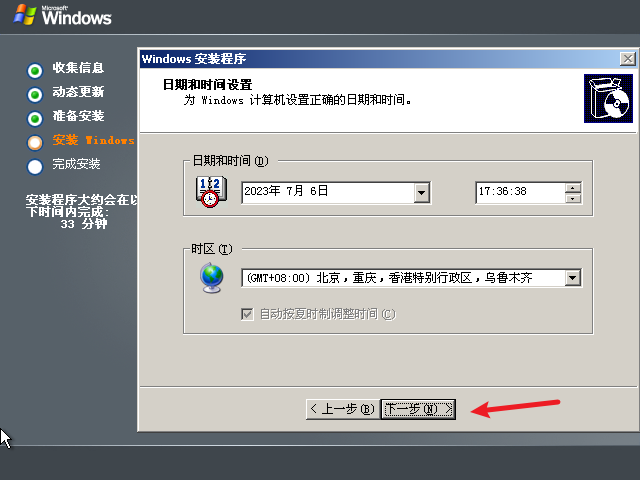 Microsoft
Windows
收集信息
动态更新
准备安装
安装 Windows
完成安装
安装程序大约会在以
下时间内完成:
33 分钟
Windows 安装程序
日期和时间设置
为 Windows 计算机设置正确的日期和时间。
日期和时间(D)
1 2
2023年 7月 6日
17:36:38
时区(T)
(GMT+08:00) 北京，重庆，香港特别行政区，乌鲁木齐
自动按夏时制调整时间(C)
< 上一步(B)
下一步(N) >